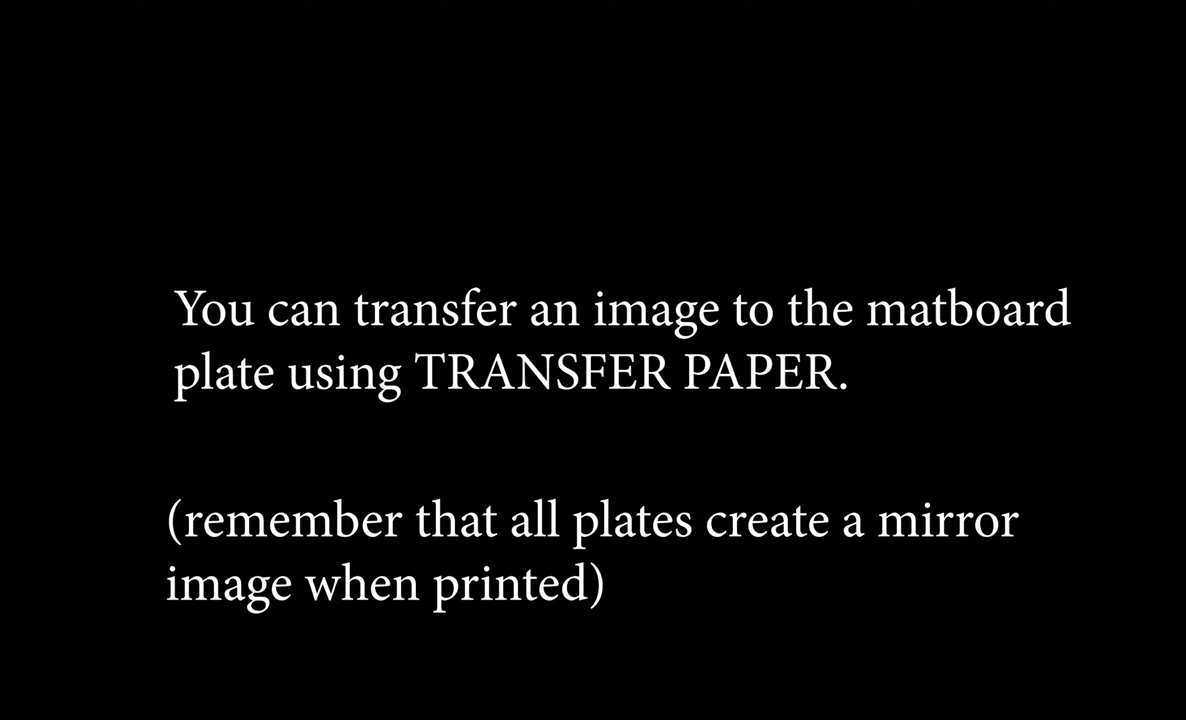 You can transfer an image to the matboard
plate using TRANSFER PAPER.
(remember that all plates create a mirror
image when printed)